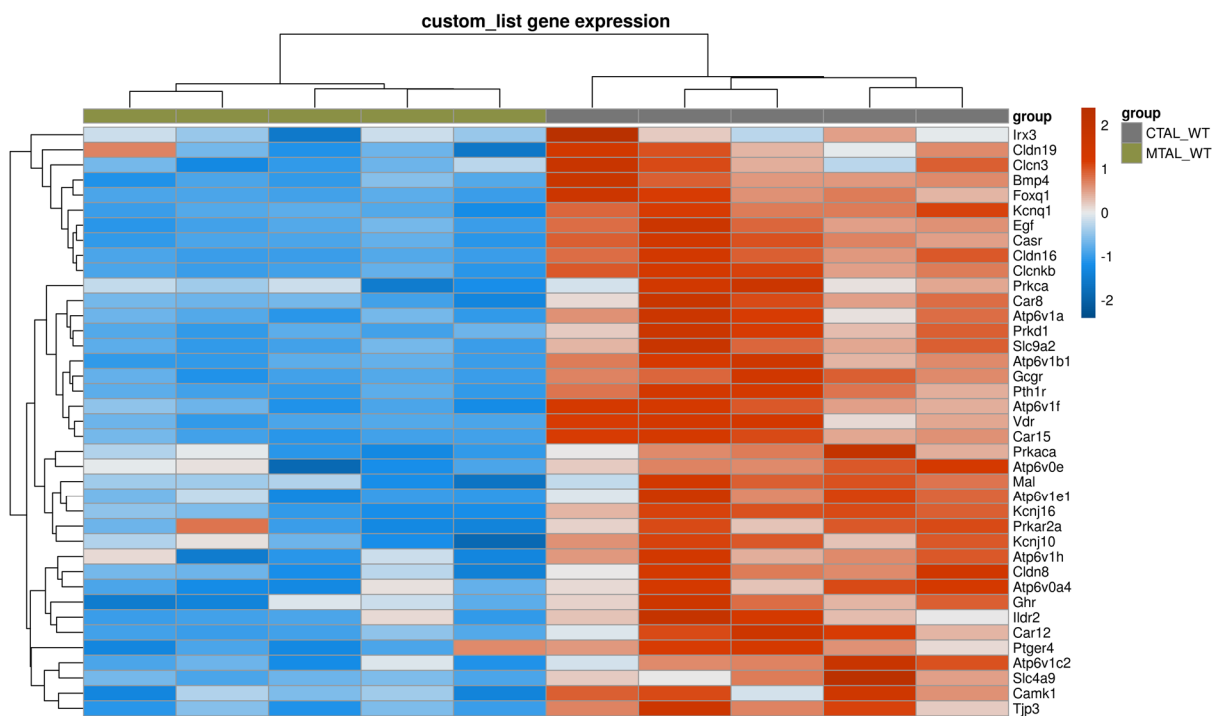 custom_list gene expression
group
Irx3
Cldn19
Clcn3
Bmp4
Foxq1
Kcnq1
Egf
Casr
Cldn16
Clcnkb
Prkca
Car8
Atp6v1a
Prkd1
Slc9a2
Atp6v1b1
Gcgr
Pth1r
Atp6v1f
Vdr
Car15
Prkaca
Atp6v0e
Mal
Atp6v1e1
Kcnj16
Prkar2a
Kcnj10
Atp6v1h
Cldn8
Atp6v0a4
Ghr
Ildr2
Car12
Ptger4
Atp6v1c2
Slc4a9
Camk1
Tjp3
2
1
0
-1
-2
group
CTAL_WT
MTAL_WT